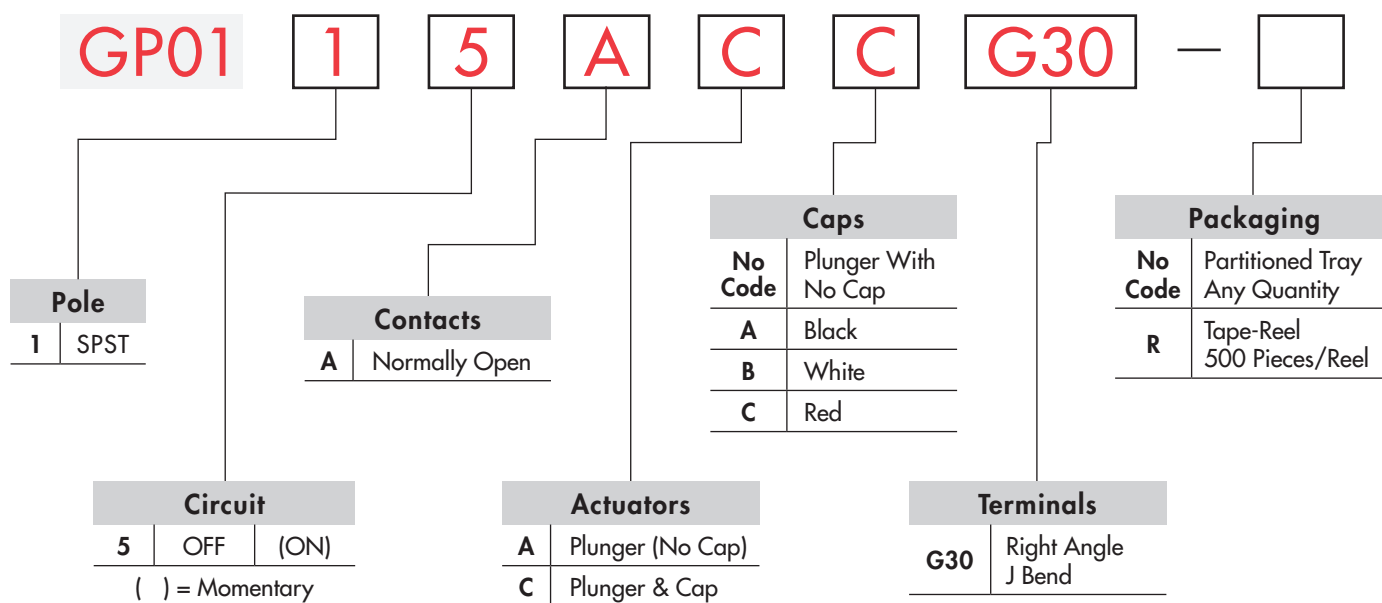 GP01 1 5 A C C G30 —
Pole
1 SPST
Contacts
A Normally Open
Caps
No Code Plunger With
No Cap
A Black
B White
C Red
Packaging
No Code Partitioned Tray
Any Quantity
R Tape-Reel
500 Pieces/Reel
Circuit
5 OFF (ON)
( ) = Momentary
Actuators
A Plunger (No Cap)
C Plunger & Cap
Terminals
G30 Right Angle
J Bend